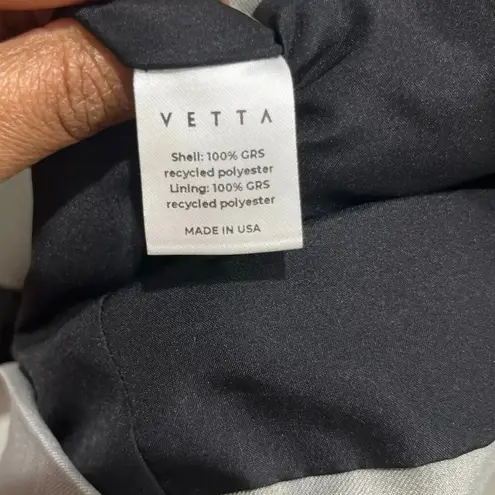 VETTA
Shell: 100% GRS
recycled polyester
Lining: 100% GRS
recycled polyester
MADE IN USA